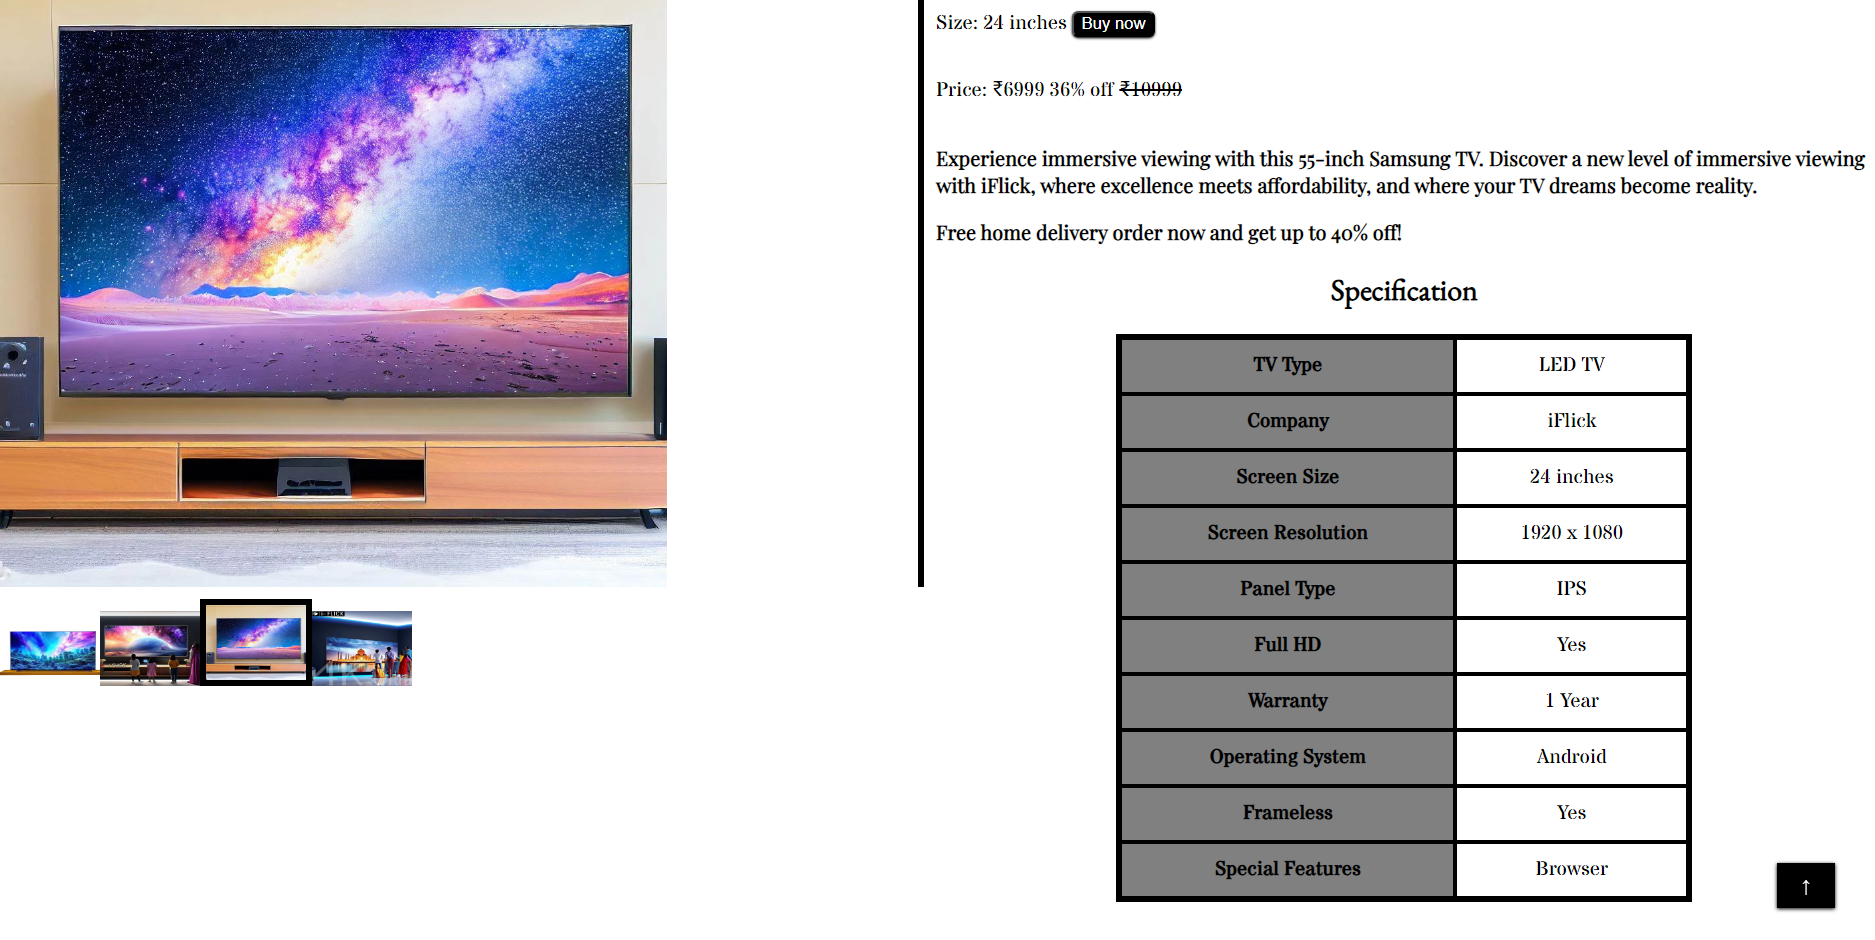 Size: 24 inches Buy now
Price: ₹6999 36% off ₹10999
Experience immersive viewing with this 55-inch Samsung TV. Discover a new level of immersive viewing
with iFlick, where excellence meets affordability, and where your TV dreams become reality.
Free home delivery order now and get up to 40% off!
Specification
TV Type LED TV
Company iFlick
Screen Size 24 inches
Screen Resolution 1920 x 1080
Panel Type IPS
Full HD Yes
Warranty 1 Year
Operating System Android
Frameless Yes
Special Features Browser
↑